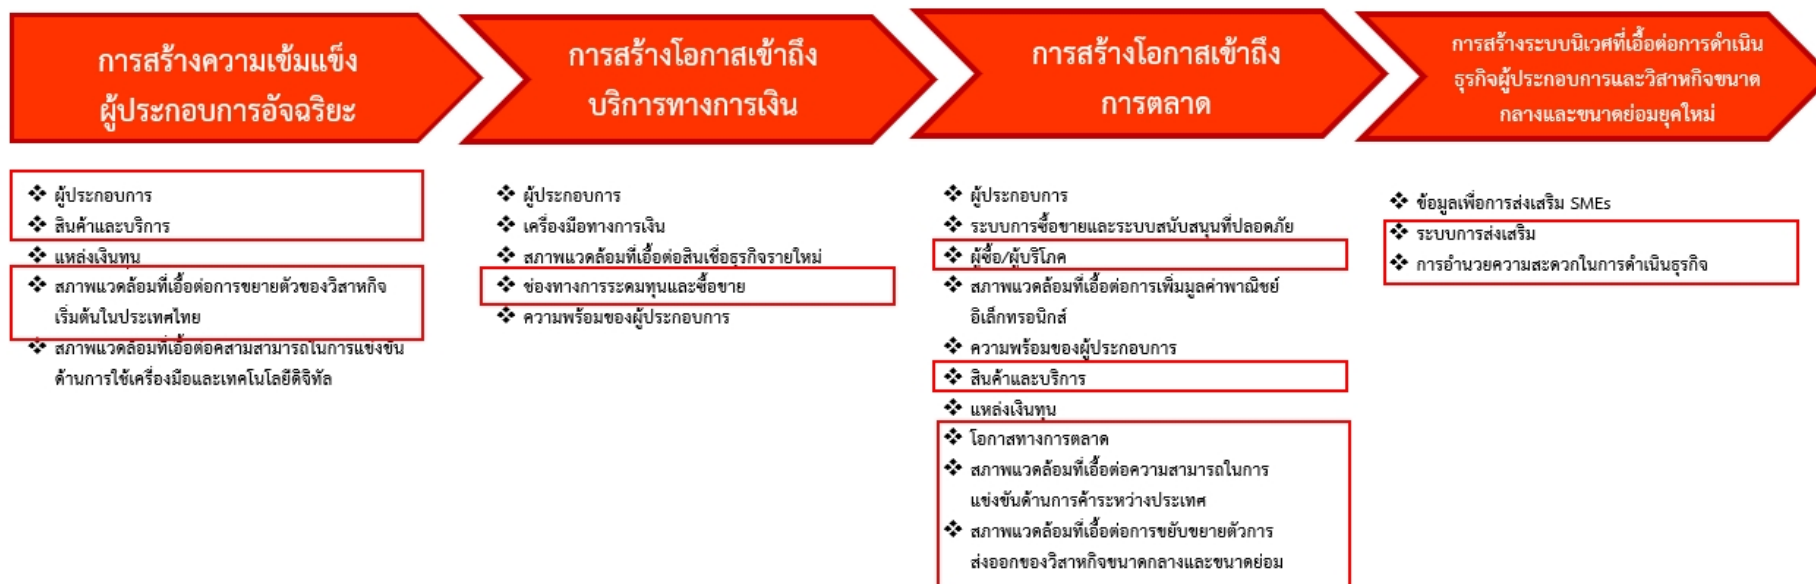 การสร้างความเข้มแข็ง
ผู้ประกอบการอัจฉริยะ
❖ ผู้ประกอบการ
❖ สินค้าและบริการ
❖ แหล่งเงินทุน
❖ สภาพแวดล้อมที่เอื้อต่อการขยายตัวของวิสาหกิจ
เริ่มต้นในประเทศไทย
❖ สภาพแวดล้อมที่เอื้อต่อคสามสามารถในการแข่งขัน
ด้านการใช้เครื่องมือและเทคโนโลยีดิจิทัล
การสร้างโอกาสเข้าถึง
บริการทางการเงิน
❖ ผู้ประกอบการ
❖ เครื่องมือทางการเงิน
❖ สภาพแวดล้อมที่เอื้อต่อสินเชื่อธุรกิจรายใหม่
❖ ช่องทางการระดมทุนและซื้อขาย
❖ ความพร้อมของผู้ประกอบการ
การสร้างโอกาสเข้าถึง
การตลาด
❖ ผู้ประกอบการ
❖ ระบบการซื้อขายและระบบสนับสนุนที่ปลอดภัย
❖ ผู้ซื้อ/ผู้บริโภค
❖ สภาพแวดล้อมที่เอื้อต่อการเพิ่มมูลค่าพาณิชย์
อิเล็กทรอนิกส์
❖ ความพร้อมของผู้ประกอบการ
❖ สินค้าและบริการ
❖ แหล่งเงินทุน
❖ โอกาสทางการตลาด
❖ สภาพแวดล้อมที่เอื้อต่อความสามารถในการ
แข่งขันด้านการค้าระหว่างประเทศ
❖ สภาพแวดล้อมที่เอื้อต่อการขยับขยายตัวการ
ส่งออกของวิสาหกิจขนาดกลางและขนาดย่อม
การสร้างระบบนิเวศที่เอื้อต่อการดำเนิน
ธุรกิจผู้ประกอบการและวิสาหกิจขนาด
กลางและขนาดย่อมยุคใหม่
❖ ข้อมูลเพื่อการส่งเสริม SMEs
❖ ระบบการส่งเสริม
❖ การอำนวยความสะดวกในการดำเนินธุรกิจ